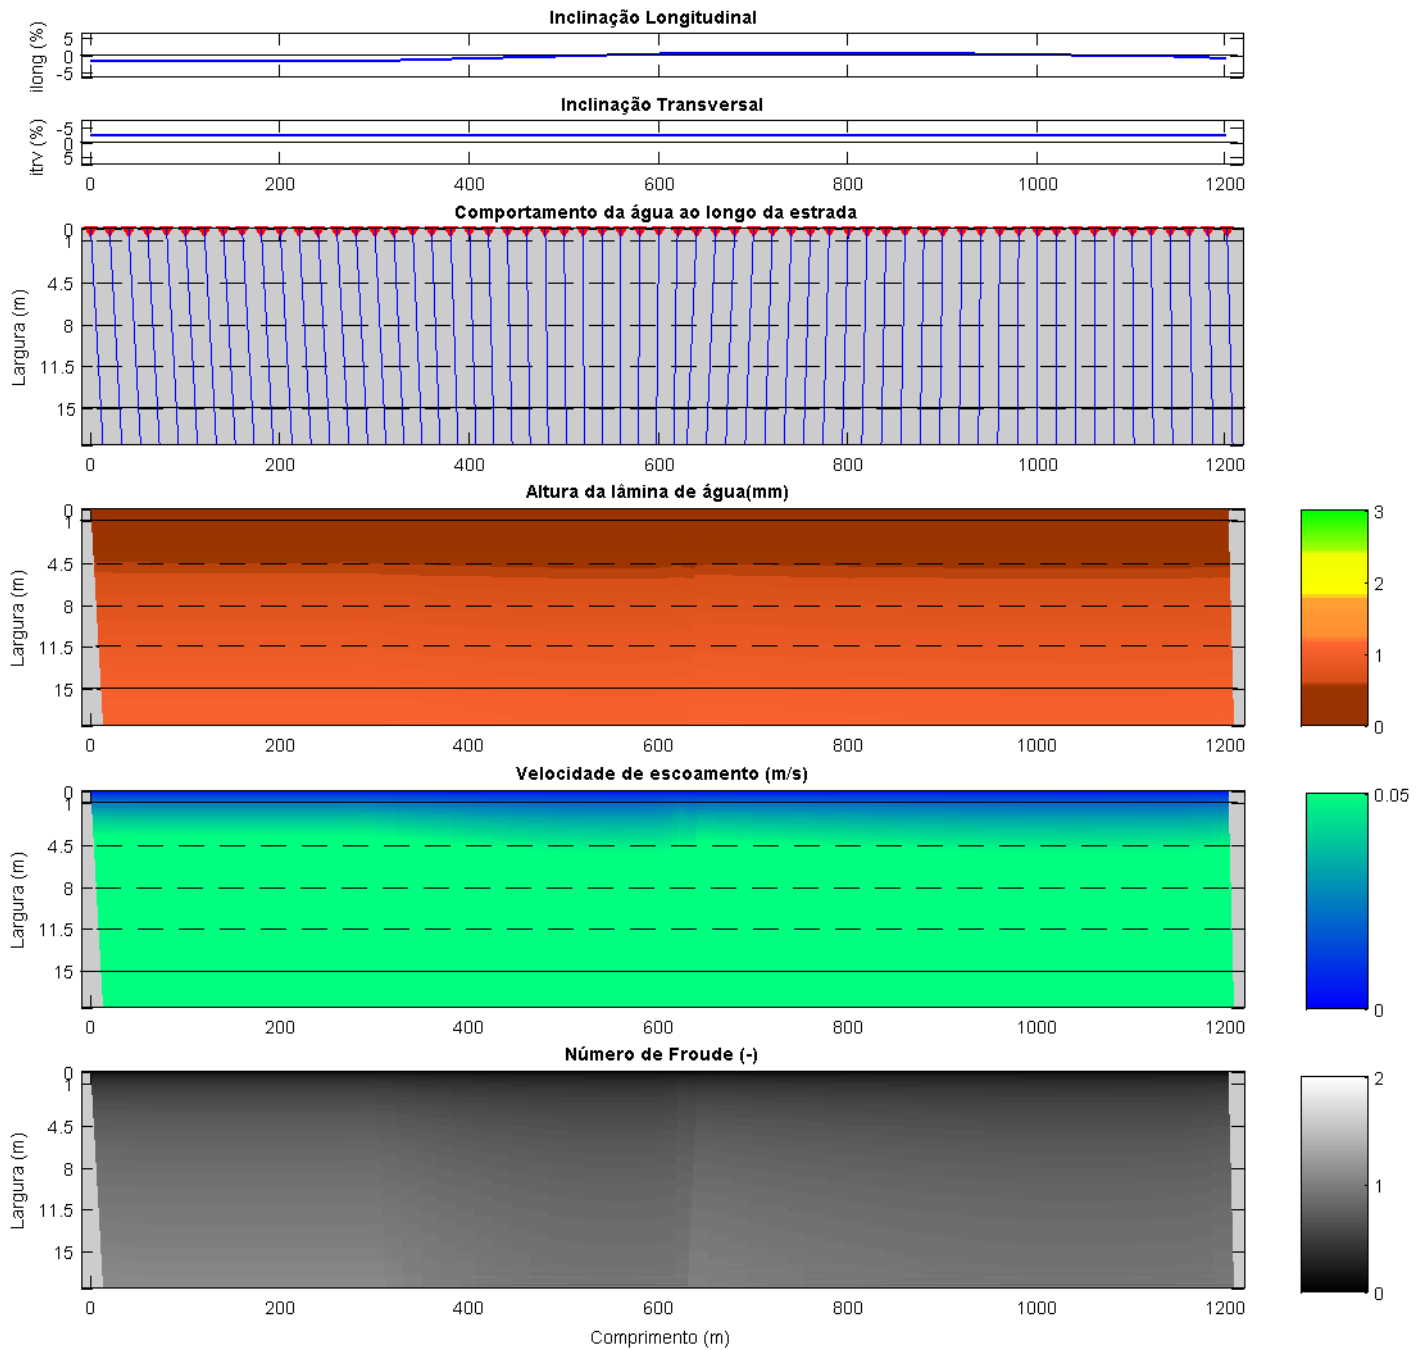 Inclinação Longitudinal
ilong (%)
5
0
-5
Inclinação Transversal
itrv (%)
-5
0
5
0 200 400 600 800 1000 1200
Comportamento da água ao longo da estrada
Largura (m)
0
1
4.5
8
11.5
15
0 200 400 600 800 1000 1200
Altura da lâmina de água(mm)
Largura (m)
0
1
4.5
8
11.5
15
0 200 400 600 800 1000 1200
3
2
1
0
Velocidade de escoamento (m/s)
Largura (m)
0
1
4.5
8
11.5
15
0 200 400 600 800 1000 1200
0.05
0
Número de Froude (-)
Largura (m)
0
1
4.5
8
11.5
15
0 200 400 600 800 1000 1200
2
1
0
Comprimento (m)